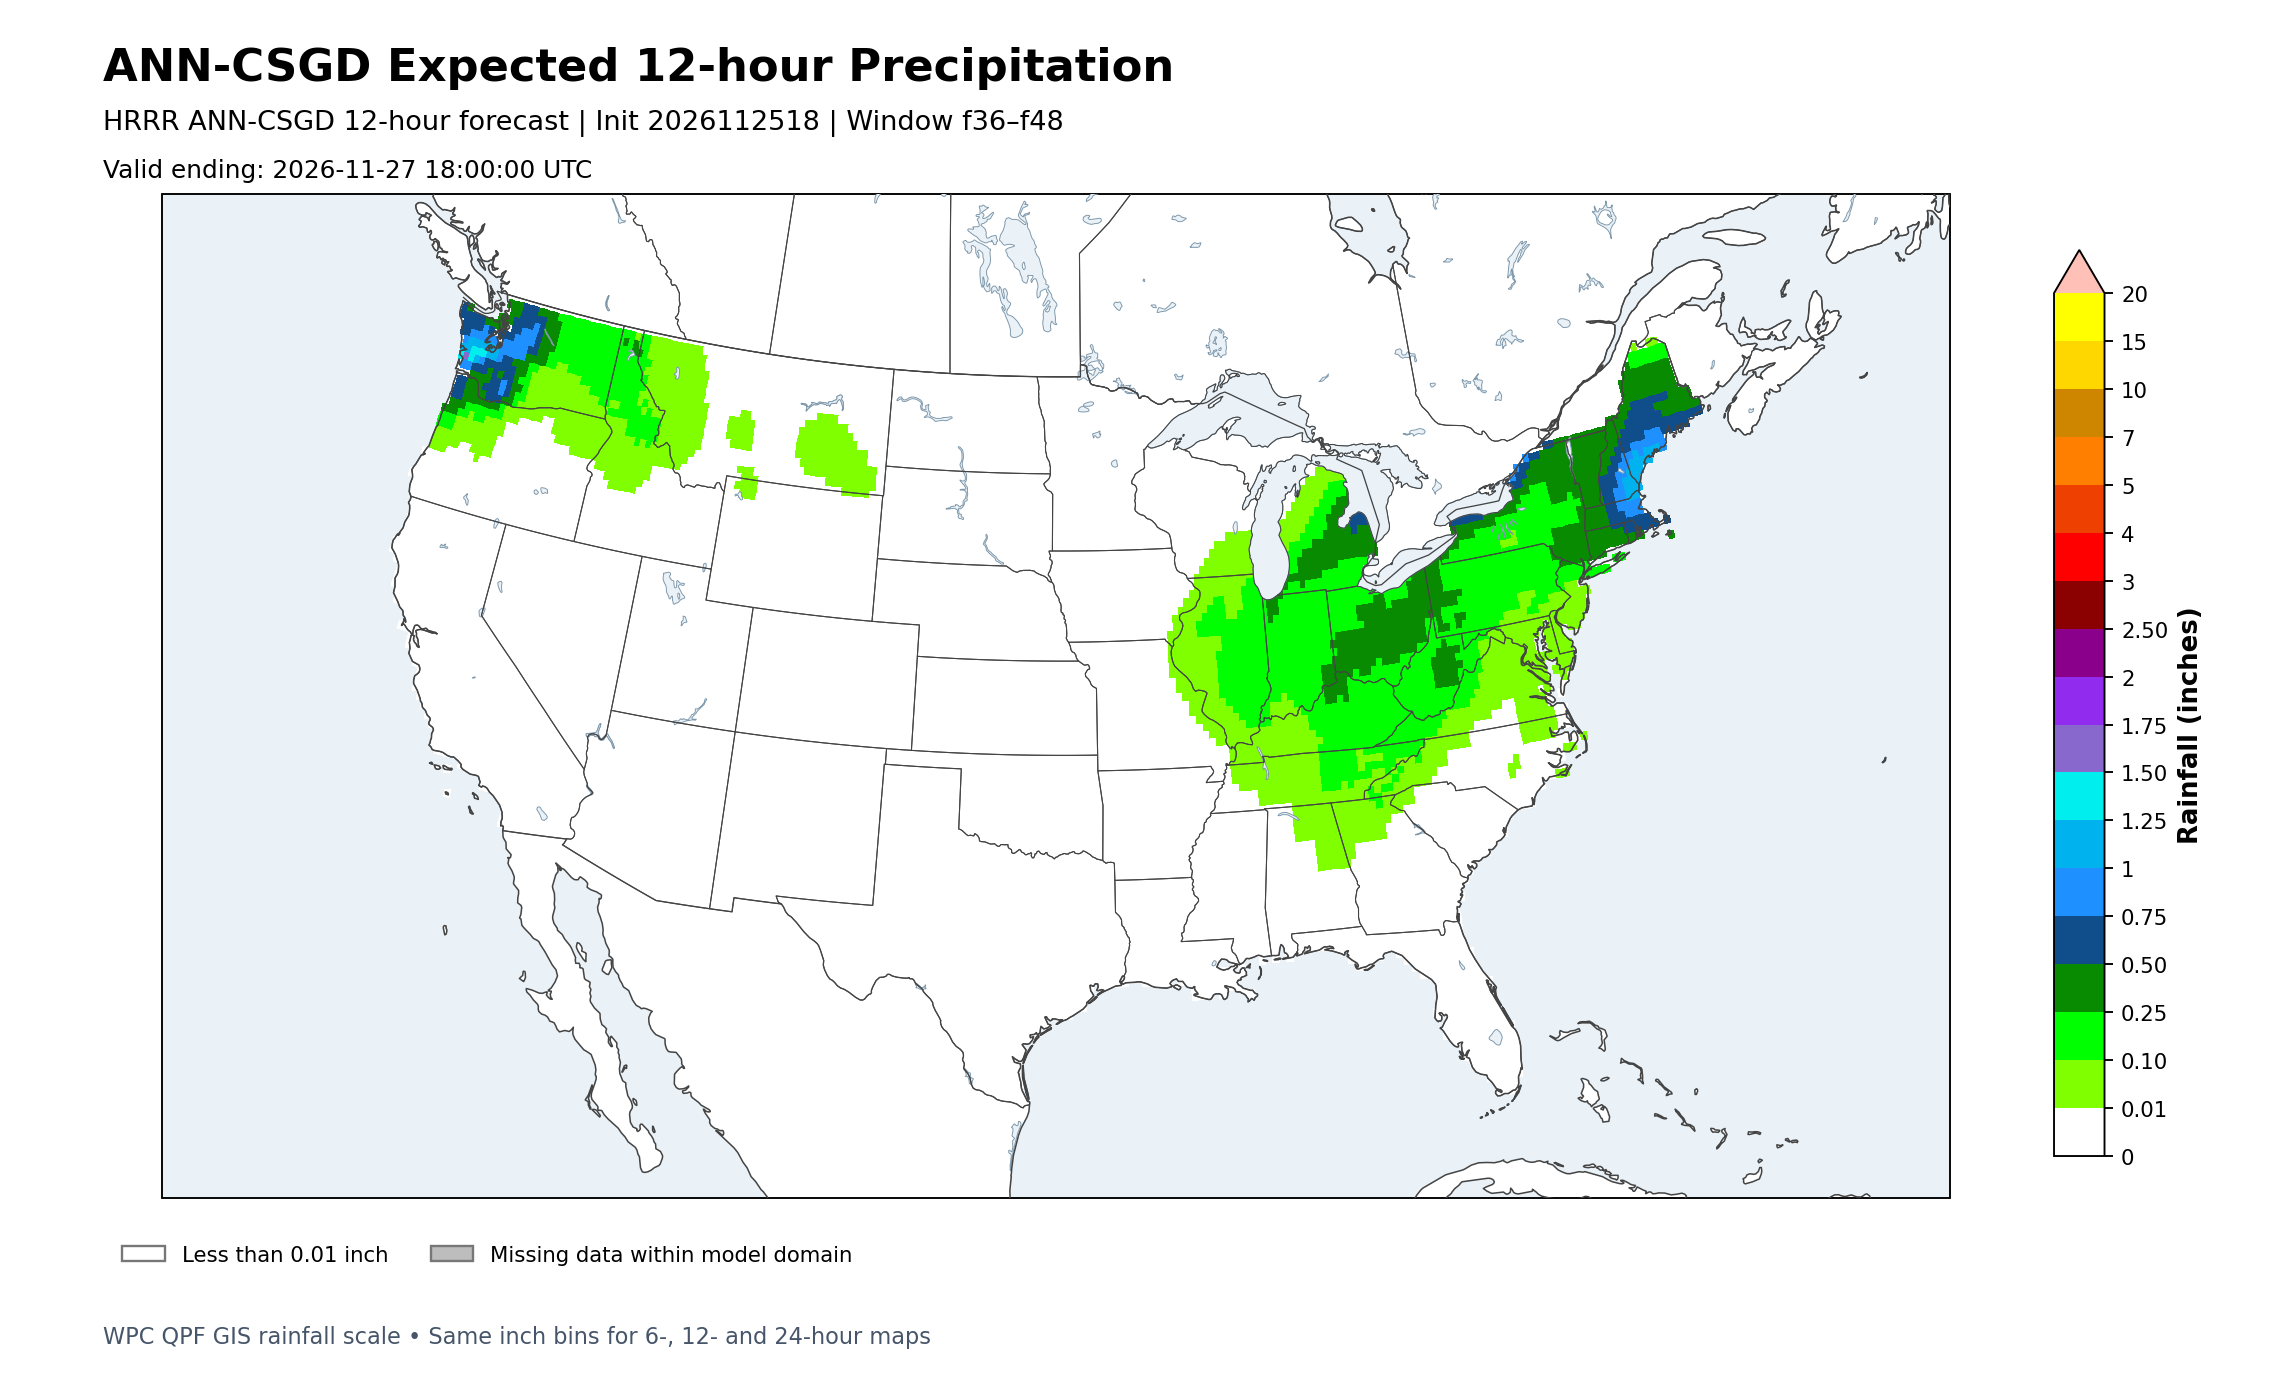 ANN-CSGD Expected 12-hour Precipitation
HRRR ANN-CSGD 12-hour forecast | Init 2026112518 | Window f36–f48
Valid ending: 2026-11-27 18:00:00 UTC
20
15
10
7
5
4
3
2.50
2
1.75
1.50
1.25
1
0.75
0.50
0.25
0.10
0.01
0
Rainfall (inches)
Less than 0.01 inch
Missing data within model domain
WPC QPF GIS rainfall scale • Same inch bins for 6-, 12- and 24-hour maps